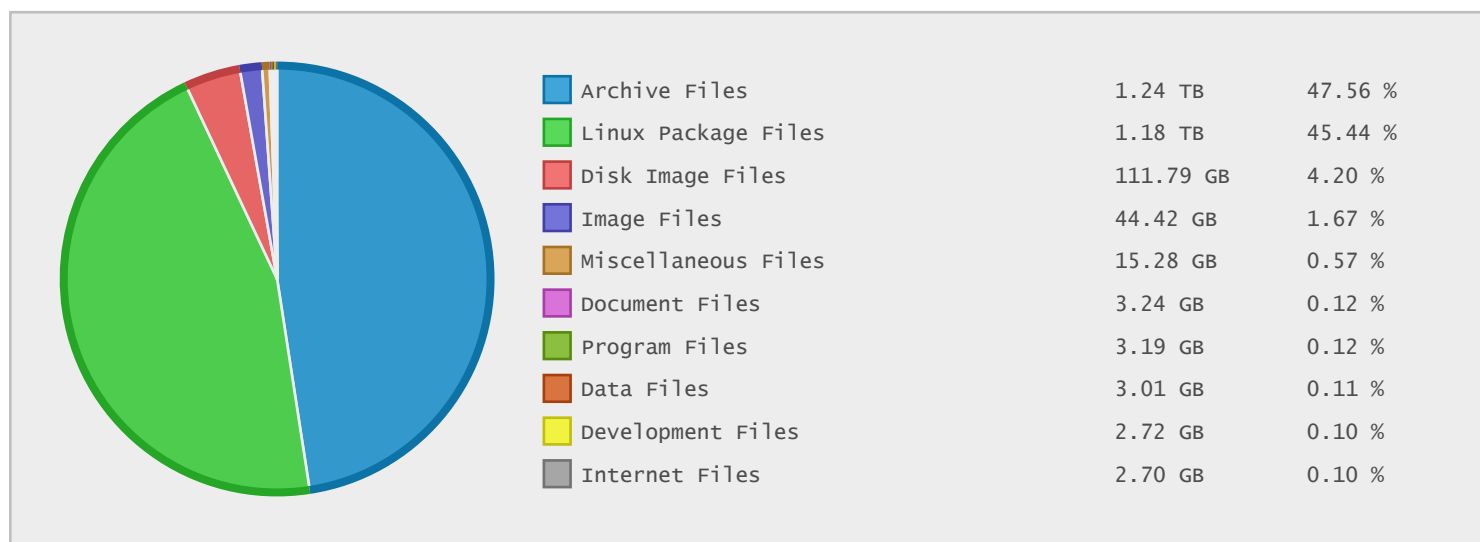 Archive Files 1.24 TB 47.56 %
Linux Package Files 1.18 TB 45.44 %
Disk Image Files 111.79 GB 4.20 %
Image Files 44.42 GB 1.67 %
Miscellaneous Files 15.28 GB 0.57 %
Document Files 3.24 GB 0.12 %
Program Files 3.19 GB 0.12 %
Data Files 3.01 GB 0.11 %
Development Files 2.72 GB 0.10 %
Internet Files 2.70 GB 0.10 %